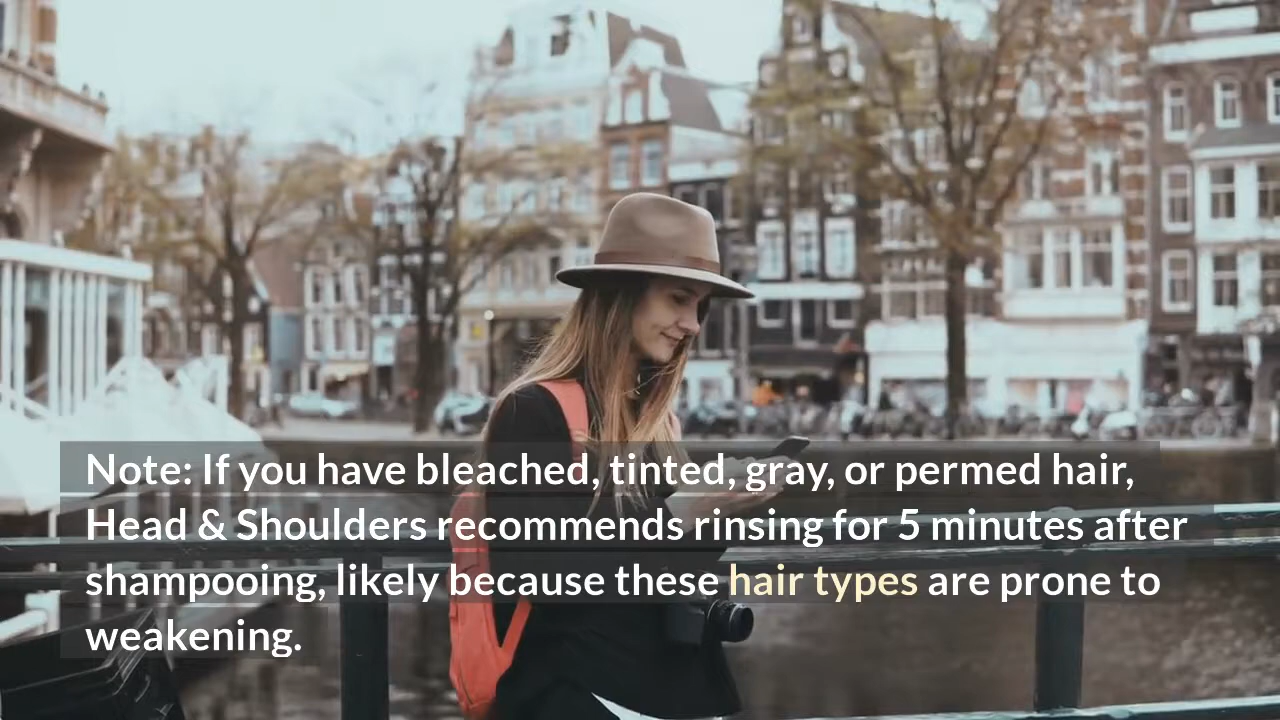 Note: If you have bleached, tinted, gray, or permed hair,
Head & Shoulders recommends rinsing for 5 minutes after
shampooing, likely because these hair types are prone to
weakening.